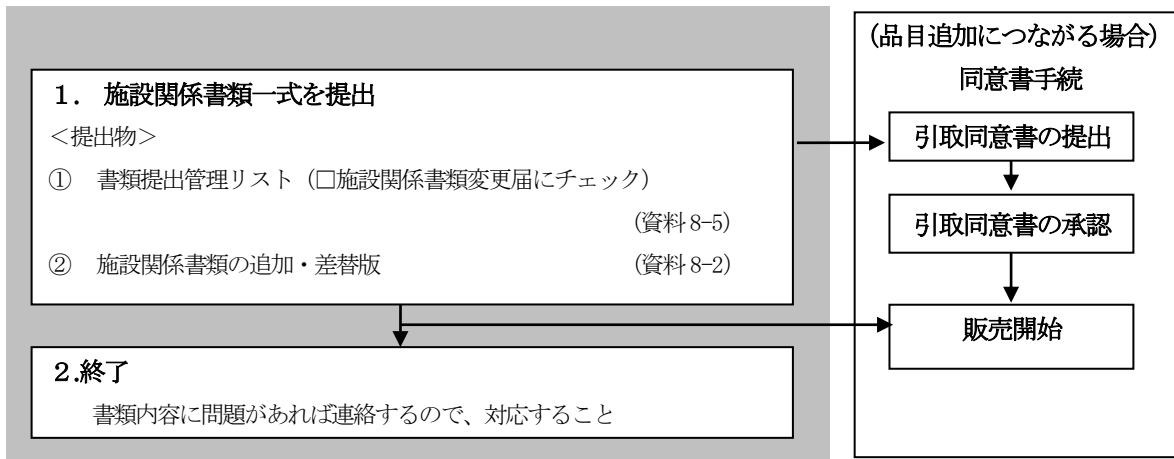 1. 施設関係書類一式を提出
＜提出物＞
① 書類提出管理リスト（□施設関係書類変更届にチェック）
（資料 8-5）
② 施設関係書類の追加・差替版 （資料 8-2）
2.終了
書類内容に問題があれば連絡するので、対応すること
（品目追加につながる場合）
同意書手続
引取同意書の提出
引取同意書の承認
販売開始